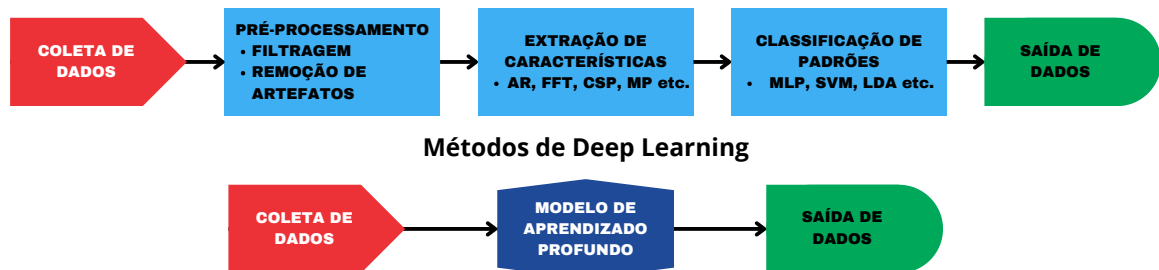 COLETA DE
DADOS
PRÉ-PROCESSAMENTO
• FILTRAGEM
• REMOÇÃO DE
ARTEFATOS
EXTRAÇÃO DE
CARACTERÍSTICAS
• AR, FFT, CSP, MP etc.
CLASSIFICAÇÃO DE
PADRÕES
• MLP, SVM, LDA etc.
SAÍDA DE
DADOS
Métodos de Deep Learning
COLETA DE
DADOS
MODELO DE
APRENDIZADO
PROFUNDO
SAÍDA DE
DADOS